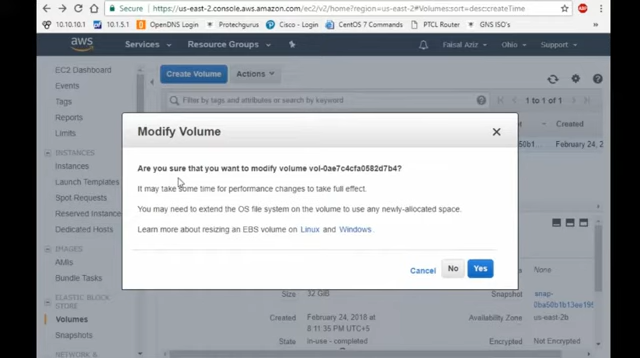 https://us-east-2.console.aws.amazon.com/ec2/v2/home?region=us-east-2#Volumes:sort=desc:createTime
10.10.10.1
10.1.5.1
OpenDNS Login
Protechgurus
Cisco - Login
CentOS 7 Commands
PTCL Router
GNS ISO's
aws
Services
Resource Groups
Faisal Aziz
Ohio
Support
EC2 Dashboard
Events
Tags
Reports
Limits
INSTANCES
Instances
Launch Templates
Spot Requests
Reserved Instance
Dedicated Hosts
IMAGES
AMIs
Bundle Tasks
ELASTIC BLOCK
STORE
Volumes
Snapshots
NETWORK &
Create Volume
Actions
Filter by tags and attributes or search by keyword
1 to 1 of 1
Created
February 24,
Modify Volume
Are you sure that you want to modify volume vol-0ae7c4cfa0582d7b4?
It may take some time for performance changes to take full effect.
You may need to extend the OS file system on the volume to use any newly-allocated space.
Learn more about resizing an EBS volume on Linux and Windows
Cancel
No
Yes
None
Size 32 GiB Snapshot snap-
0ba50b1b13ee195
Created February 24, 2018 at
8:11:35 PM UTC+5 Availability Zone us-east-2b
State in-use - completed Encrypted Not Encrypted